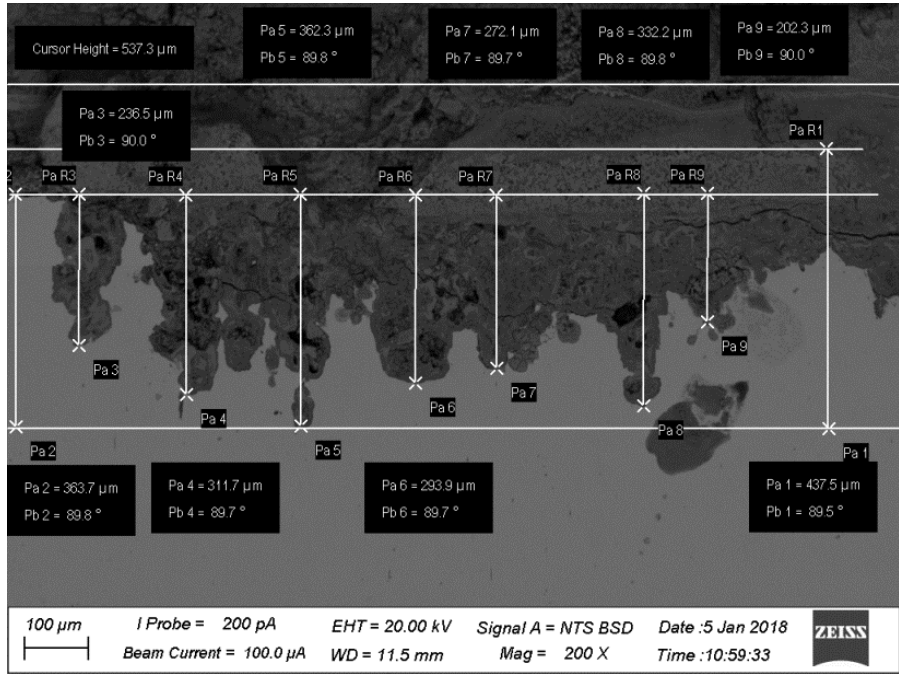 Cursor Height = 537.3 µm
Pa 5 = 362.3 µm
Pb 5 = 89.8 °
Pa 7 = 272.1 µm
Pb 7 = 89.7 °
Pa 8 = 332.2 µm
Pb 8 = 89.8 °
Pa 9 = 202.3 µm
Pb 9 = 90.0 °
Pa 3 = 236.5 µm
Pb 3 = 90.0 °
Pa R1
2
Pa R3
Pa R4
Pa R5
Pa R6
Pa R7
Pa R8
Pa R9
Pa 3
Pa 9
Pa 7
Pa 6
Pa 4
Pa 8
Pa 2
Pa 5
Pa 1
Pa 2 = 363.7 µm
Pb 2 = 89.8 °
Pa 4 = 311.7 µm
Pb 4 = 89.7 °
Pa 6 = 293.9 µm
Pb 6 = 89.7 °
Pa 1 = 437.5 µm
Pb 1 = 89.5 °
100 µm
I Probe = 200 pA
EHT = 20.00 kV
Signal A = NTS BSD
Date :5 Jan 2018
ZEISS
Beam Current = 100.0 µA
WD = 11.5 mm
Mag = 200 X
Time :10:59:33